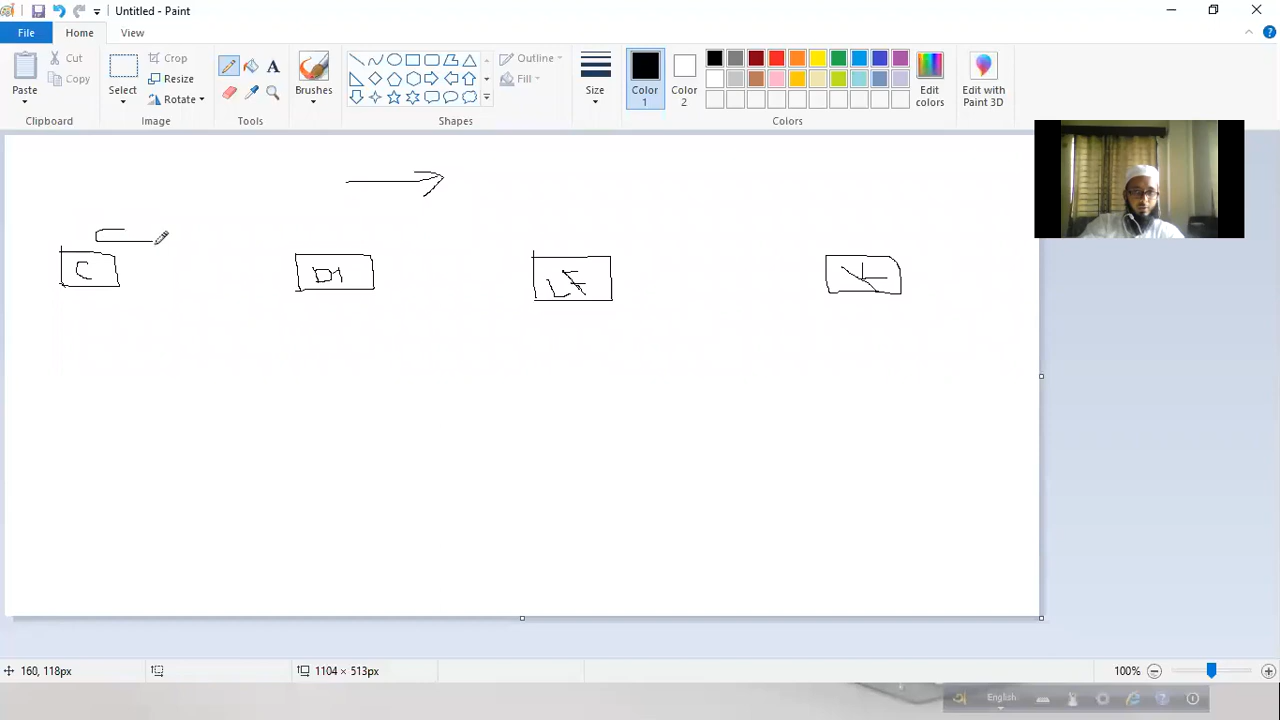 Untitled - Paint
File Home View
Cut Crop Outline
Paste Copy Select Resize Brushes Fill Size Color 1 Color 2 Edit colors Edit with Paint 3D
Rotate A
Clipboard Image Tools Shapes Colors
C D1
160, 118px 1104 × 513px 100%
English